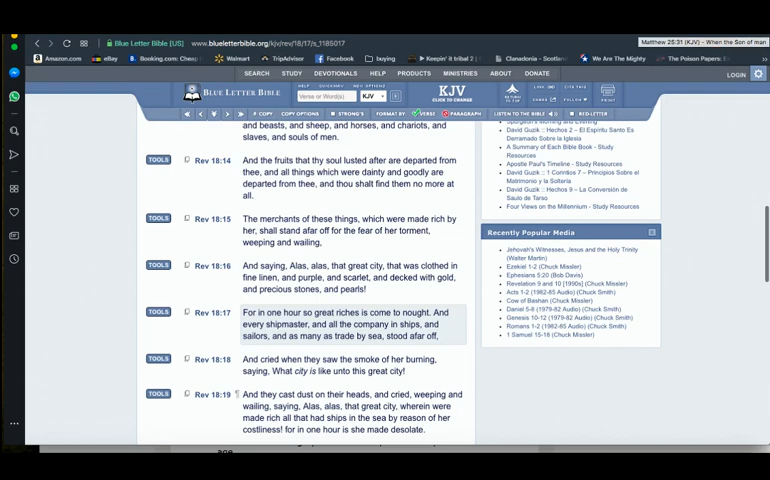 Matthew 25:31 (KJV) - When the Son of man
Blue Letter Bible [US] www.blueletterbible.org/kjv/rev/18/17/s_1185017
Amazon.com eBay Booking.com: Cheap Walmart TripAdvisor Facebook buying Keepin' it tribal 2 Clanadonia - Scotlan We Are The Mighty The Poison Papers:
SEARCH STUDY DEVOTIONALS HELP PRODUCTS MINISTRIES ABOUT DONATE LOGIN
BLUE LETTER BIBLE
Verse or Word(s) KJV
KJV
CLICK TO CHANGE
COPY COPY OPTIONS STRONG'S FORMAT BY VERSE PARAGRAPH LISTEN TO THE BIBLE RED-LETTER
and beasts, and sheep, and horses, and chariots, and
slaves, and souls of men.
TOOLS Rev 18:14 And the fruits that thy soul lusted after are departed from
thee, and all things which were dainty and goodly are
departed from thee, and thou shalt find them no more at
all.
TOOLS Rev 18:15 The merchants of these things, which were made rich by
her, shall stand afar off for the fear of her torment,
weeping and wailing,
TOOLS Rev 18:16 And saying, Alas, alas, that great city, that was clothed in
fine linen, and purple, and scarlet, and decked with gold,
and precious stones, and pearls!
TOOLS Rev 18:17 For in one hour so great riches is come to nought. And
every shipmaster, and all the company in ships, and
sailors, and as many as trade by sea, stood afar off,
TOOLS Rev 18:18 And cried when they saw the smoke of her burning,
saying, What city is like unto this great city!
TOOLS Rev 18:19 ¶ And they cast dust on their heads, and cried, weeping and
wailing, saying, Alas, alas, that great city, wherein were
made rich all that had ships in the sea by reason of her
costliness! for in one hour is she made desolate.
David Guzik :: Hechos 2 - El Espíritu Santo Es
Derramado Sobre la Iglesia
A Summary of Each Bible Book - Study
Resources
Apostle Paul's Timeline - Study Resources
David Guzik :: 1 Corintios 7 - Principios Sobre el
Matrimonio y la Soltería
David Guzik :: Hechos 9 - La Conversión de
Saulo de Tarso
Four Views on the Millennium - Study Resources
Recently Popular Media
Jehovah's Witnesses, Jesus and the Holy Trinity
(Walter Martin)
Ezekiel 1-2 (Chuck Missler)
Ephesians 5:20 (Bob Davis)
Revelation 9 and 10 [1990s] (Chuck Missler)
Acts 1-2 (1982-85 Audio) (Chuck Smith)
Cow of Bashan (Chuck Missler)
Daniel 5-8 (1979-82 Audio) (Chuck Smith)
Genesis 10-12 (1979-82 Audio) (Chuck Smith)
Romans 1-2 (1982-85 Audio) (Chuck Smith)
1 Samuel 15-18 (Chuck Missler)